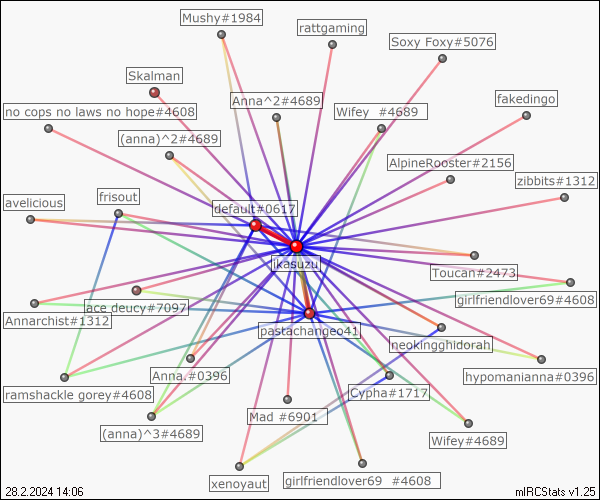 Mushy#1984
rattgaming
Soxy Foxy#5076
Skalman
no cops no laws no hope#4608
Anna^2#4689
Wifey #4689
fakedingo
(anna)^2#4689
AlpineRooster#2156
zibbits#1312
avelicious
frisout
default#0617
ikasuzu
Toucan#2473
girlfriendlover69#4608
Annarchist#1312
ace deucy#7097
pastachangeo41
neokingghidorah
Anna.#0396
hypomanianna#0396
ramshackle gorey#4608
Cypha#1717
Mad #6901
(anna)^3#4689
Wifey#4689
xenoyaut
girlfriendlover69 #4608
28.2.2024 14:06
mIRCStats v1.25